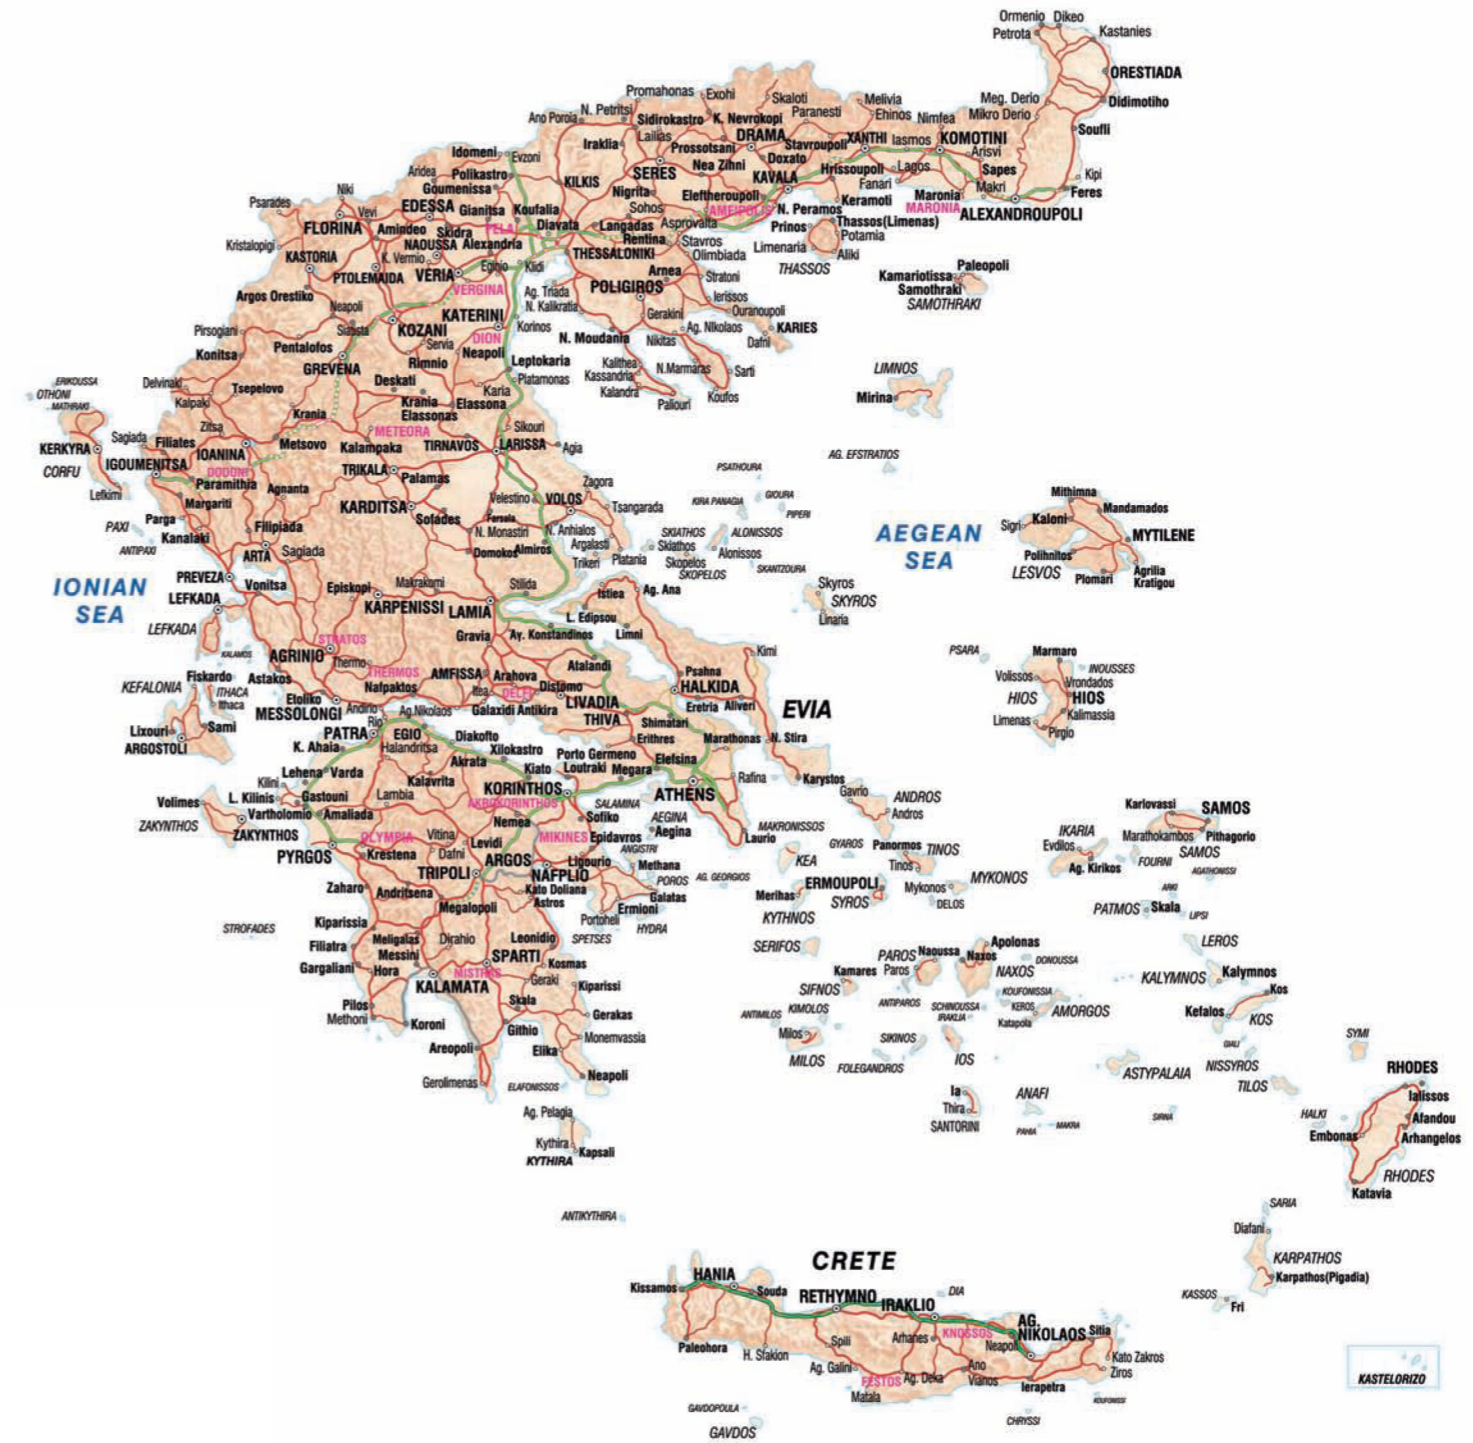 Ormenio Dikeo
Petrota
Kastanies
ORESTIADA
Meg. Derio
Didimotiho
Mikro Derio
Soufli
Promahonas
Exohi
Skaloti
Melivia
N. Petritsi
Paranesti
Ehinos
Nimfea
Ano Poroia
Sidirokastro
K. Nevrokopi
Lailias
DRAMA
XANTHI
Iasmos
KOMOTINI
Iraklia
Prossotsani
Stavroupoli
Arisvi
Idomeni
Evzoni
Doxato
Nea Zihni
Hrissoupoli
Lagos
Sapes
Kipi
Aridea
Polikastro
SERES
KAVALA
Fanari
Makri
Feres
Goumenissa
KILKIS
Nigrita
Eleftheroupoli
Keramoti
Maronia
MARONIA
ALEXANDROUPOLI
Niki
Psarades
Vevi
EDESSA
Gianitsa
Koufalia
Sohos
AMFIPOLIS
N. Peramos
Thassos(Limenas)
FLORINA
Amindeo
Skidra
PELA
Diavata
Langadas
Asprovalta
Prinos
Potamia
Kristalopigi
NAOUSSA
Alexandria
Rentina
Stavros
Limenaria
Aliki
KASTORIA
K. Vermio
THESSALONIKI
Olimbiada
THASSOS
PTOLEMAIDA
VERIA
Eginio
Klidi
Arnea
Stratoni
Paleopoli
Kamariotissa
Samothraki
SAMOTHRAKI
Argos Orestiko
VERGINA
Ag. Triada
POLIGIROS
Ierissos
Neapoli
N. Kalikratia
Gerakini
Ouranoupoli
Pirsogiani
Siatista
KOZANI
KATERINI
Korinos
Ag. NIkolaos
KARIES
Servia
DION
N. Moudania
Nikitas
Dafni
Konitsa
Pentalofos
Rimnio
Neapoli
Leptokaria
Kalithea
N.Marmaras
Sarti
GREVENA
Platamonas
Kassandria
LIMNOS
Delvinaki
Tsepelovo
Deskati
Karia
Kalandra
Koufos
Mirina
ERIKOUSSA
OTHONI
MATHRAKI
Kalpaki
Krania
Elassonas
Elassona
Paliouri
Krania
Zitsa
METEORA
Sikouri
KERKYRA
Sagiada
Filiates
IOANINA
Metsovo
Kalampaka
TIRNAVOS
LARISSA
Agia
AG. EFSTRATIOS
CORFU
IGOUMENITSA
DODONI
TRIKALA
Palamas
Zagora
PSATHOURA
Lefkimi
Paramithia
Agnanta
Velestino
VOLOS
Tsangarada
KIRA PANAGIA
GIOURA
PIPERI
Mithimna
Mandamados
Margariti
KARDITSA
Sofades
Farsala
N. Anhialos
SKIATHOS
ALONISSOS
Sigri
Kaloni
MYTILENE
PAXI
Parga
Filipiada
N. Monastiri
Argalasti
Skiathos
Alonissos
AEGEAN
SEA
Polihnitos
ANTIPAXI
Kanalaki
ARTA
Sagiada
Domokos
Almiros
Trikeri
Platania
Skopelos
SKOPELOS
SKANTZOURA
LESVOS
Plomari
Agrilia
Kratigou
IONIAN
SEA
PREVEZA
Vonitsa
Episkopi
Makrakomi
Stilida
Istiea
Ag. Ana
Skyros
SKYROS
LEFKADA
KARPENISSI
LAMIA
L. Edipsou
Linaria
LEFKADA
STRATOS
Gravia
Ay. Konstandinos
Limni
KALAMOS
AGRINIO
Thermo
Kimi
PSARA
Marmaro
THERMOS
AMFISSA
Arahova
Atalandi
Psahna
INOUSSES
Fiskardo
Astakos
Nafpaktos
Itea
DELFI
Distomo
HALKIDA
Volissos
Vrondados
KEFALONIA
ITHACA
Ithaca
Etoliko
LIVADIA
Eretria
Aliveri
EVIA
HIOS
HIOS
MESSOLONGI
Andirio
Ag.Nikolaos
Galaxidi
Antikira
THIVA
Shimatari
Limenas
Kalimassia
Lixouri
Sami
Rio
PATRA
EGIO
Diakofto
Erithres
Marathonas
N. Stira
Pirgio
ARGOSTOLI
K. Ahaia
Halandritsa
Xilokastro
Porto Germeno
Elefsina
Akrata
Kiato
Loutraki
Megara
Rafina
Karystos
Lehena
Varda
Kalavrita
KORINTHOS
Gavrio
ANDROS
Kilini
L. Kilinis
Gastouni
Lambia
AKROKORINTHOS
SALAMINA
ATHENS
Andros
Karlovassi
SAMOS
Volimes
Vartholomio
Amaliada
Nemea
Sofiko
AEGINA
Aegina
MAKRONISSOS
IKARIA
Marathokambos
Pithagorio
ZAKYNTHOS
ZAKYNTHOS
OLYMPIA
Vitina
Levidi
MIKINES
Epidavros
Laurio
GYAROS
Panormos
TINOS
Evdilos
SAMOS
PYRGOS
Krestena
Dafni
ARGOS
Ligourio
ANGISTRI
Methana
KEA
Tinos
Ag. Kirikos
FOURNI
AGATHONISSI
TRIPOLI
NAFPLIO
POROS
AG. GEORGIOS
ERMOUPOLI
Mykonos
MYKONOS
Zaharo
Andritsena
Kato Doliana
Astros
Galatas
Merihas
SYROS
DELOS
ARKI
Megalopoli
Ermioni
KYTHNOS
PATMOS
Skala
LIPSI
STROFADES
Kiparissia
Portoheli
HYDRA
Meligalas
Dirahio
Leonidio
SPETSES
SERIFOS
Apolonas
LEROS
Filiatra
Messini
SPARTI
PAROS
Naoussa
Naxos
DONOUSSA
Gargaliani
Hora
MISTRAS
Kosmas
Kamares
Paros
NAXOS
KALYMNOS
Kalymnos
KALAMATA
Geraki
Kiparissi
SIFNOS
KOUFONISSIA
Kos
Pilos
Skala
ANTIPAROS
SCHINOUSSA
KEROS
AMORGOS
Kefalos
Methoni
Koroni
Githio
Gerakas
ANTIMILOS
KIMOLOS
IRAKLIA
Katapola
KOS
Monemvassia
Milos
SIKINOS
GIALI
SYMI
Areopoli
Elika
MILOS
FOLEGANDROS
IOS
ASTYPALAIA
NISSYROS
RHODES
Gerolimenas
ELAFONISSOS
Neapoli
Ia
ANAFI
TILOS
Ialissos
Ag. Pelagia
Thira
SANTORINI
PAHIA
MAKRA
SIRNA
HALKI
Afandou
Kythira
Kapsali
Embonas
Arhangelos
KYTHIRA
RHODES
Katavia
ANTIKYTHIRA
SARIA
Diafani
CRETE
KARPATHOS
Kissamos
HANIA
Souda
RETHYMNO
IRAKLIO
DIA
Karpathos(Pigadia)
KASSOS
Fri
AG.
NIKOLAOS
Sitia
Paleohora
H. Sfakion
Spili
Arhanes
KNOSSOS
Neapoli
Kato Zakros
Ag. Galini
Ano
Vianos
Ziros
FESTOS
Ag. Deka
Ierapetra
KASTELORIZO
Matala
KOUFONISSI
GAVDOPOULA
GAVDOS
CHRYSSI